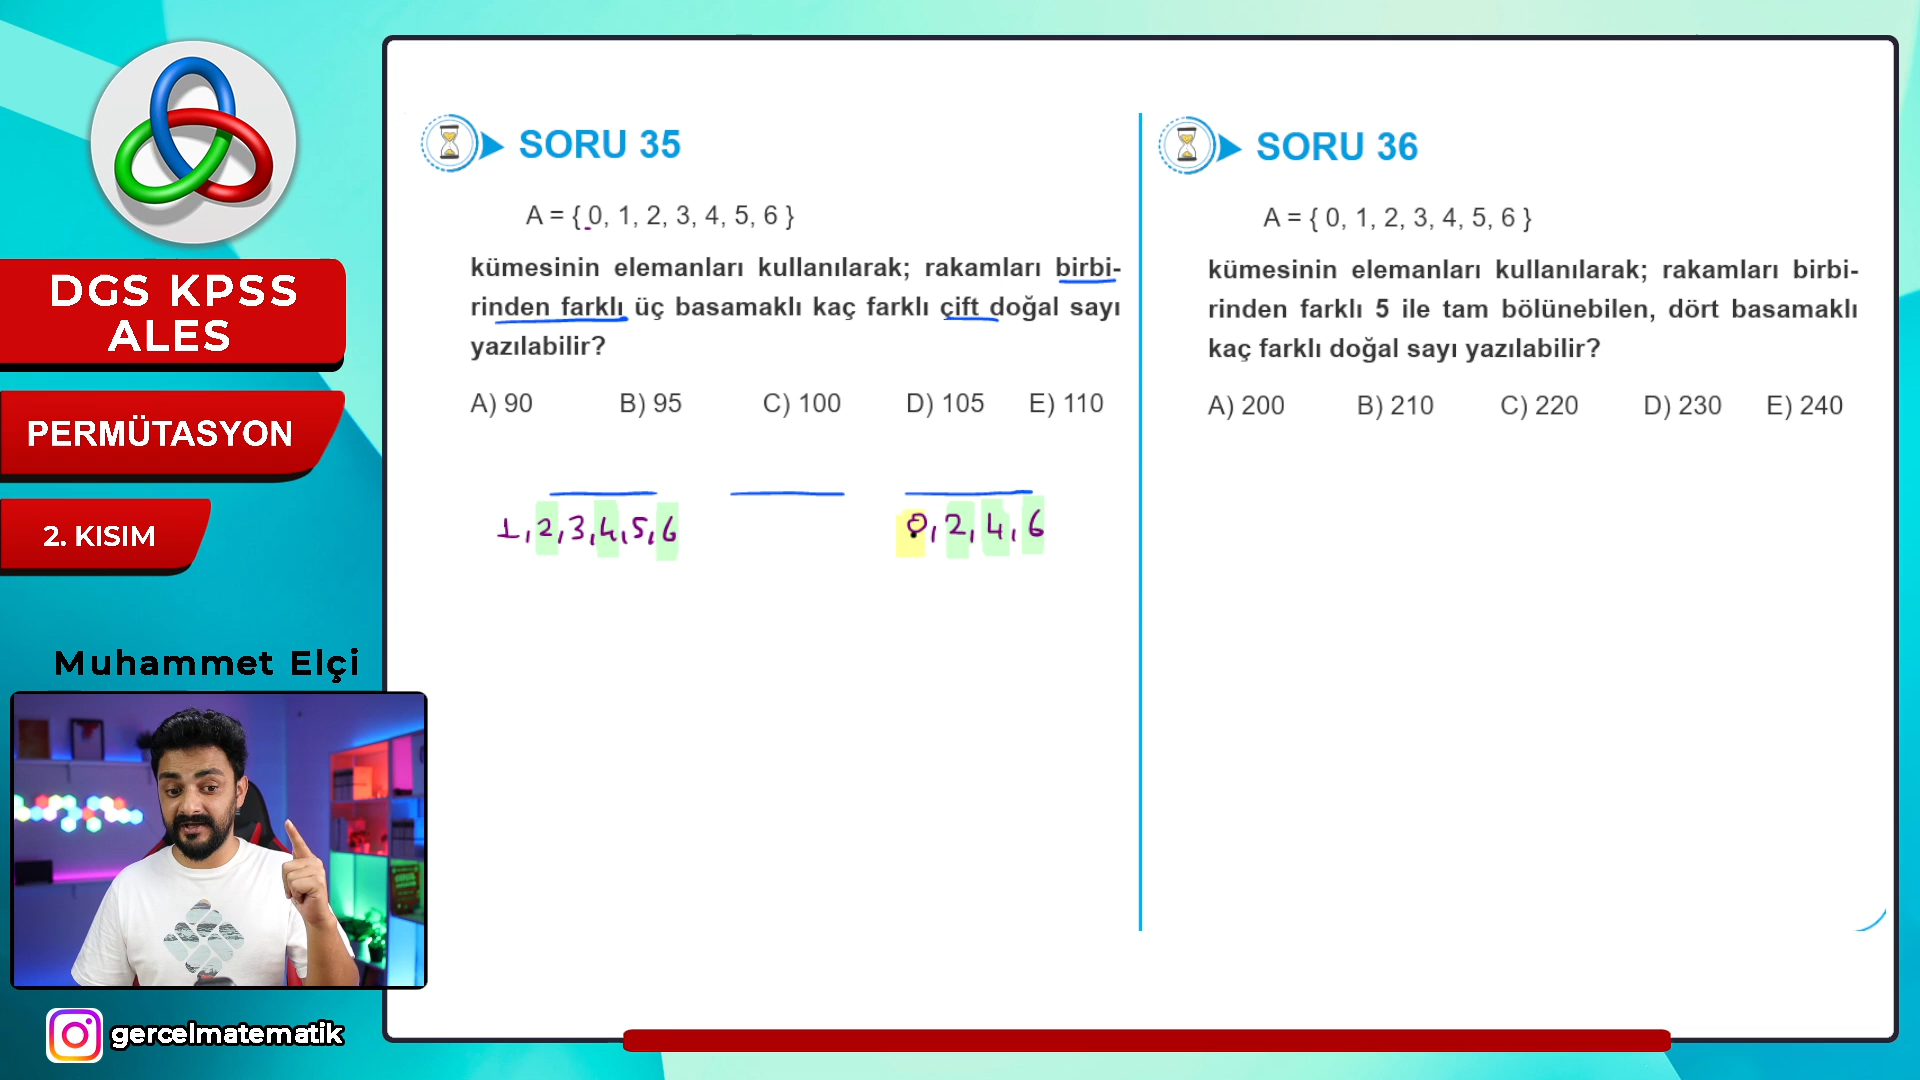 DGS KPSS
ALES
PERMÜTASYON
2. KISIM
Muhammet Elçi
gercelmatematik
SORU 35
A = { 0, 1, 2, 3, 4, 5, 6 }
kümesinin elemanları kullanılarak; rakamları birbi-
rinden farklı üç basamaklı kaç farklı çift doğal sayı
yazılabilir?
A) 90 B) 95 C) 100 D) 105 E) 110
1, 2, 3, 4, 5, 6
0, 2, 4, 6
SORU 36
A = { 0, 1, 2, 3, 4, 5, 6 }
kümesinin elemanları kullanılarak; rakamları birbi-
rinden farklı 5 ile tam bölünebilen, dört basamaklı
kaç farklı doğal sayı yazılabilir?
A) 200 B) 210 C) 220 D) 230 E) 240